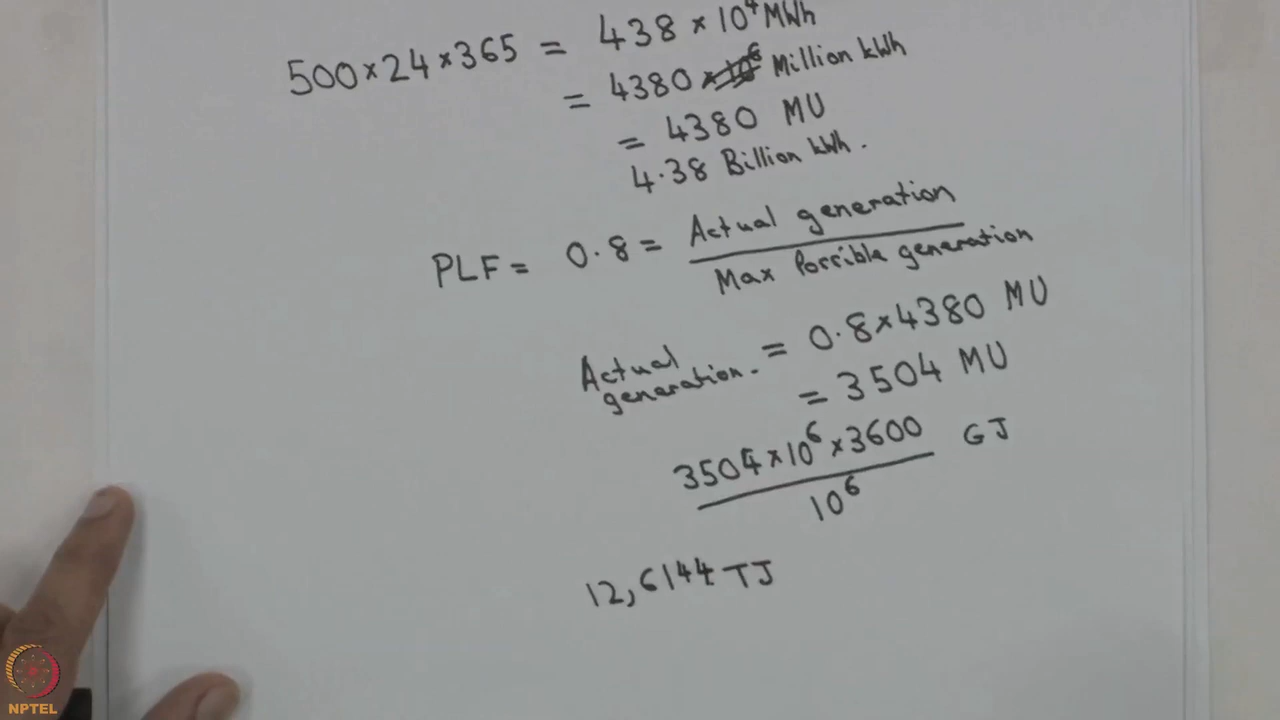 500×24×365 = 438 × 10⁴ MWh
= 4380 Million kWh
= 4380 MU
4.38 Billion kWh.
PLF = 0.8 = Actual generation
Max Possible generation
Actual generation. = 0.8×4380 MU
= 3504 MU
3504×10⁶×3600 GJ
10⁶
12,6144 TJ
NPTEL